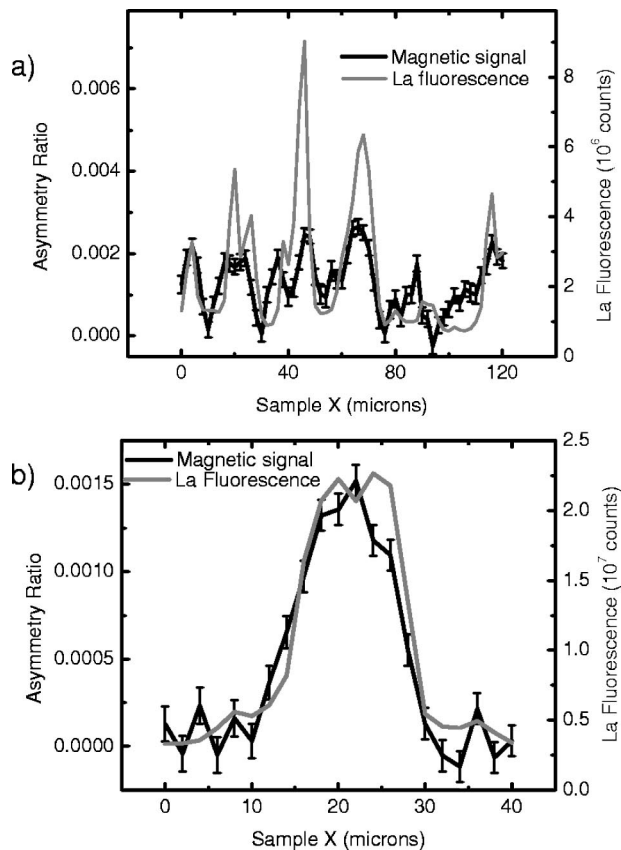 a)
Magnetic signal
La fluorescence
0.006
0.004
0.002
0.000
Asymmetry Ratio
8
6
4
2
0
La Fluorescence (10⁶ counts)
0 40 80 120
Sample X (microns)
b)
Magnetic signal
La Fluorescence
0.0015
0.0010
0.0005
0.0000
Asymmetry Ratio
2.5
2.0
1.5
1.0
0.5
0.0
La Fluorescence (10⁷ counts)
0 10 20 30 40
Sample X (microns)